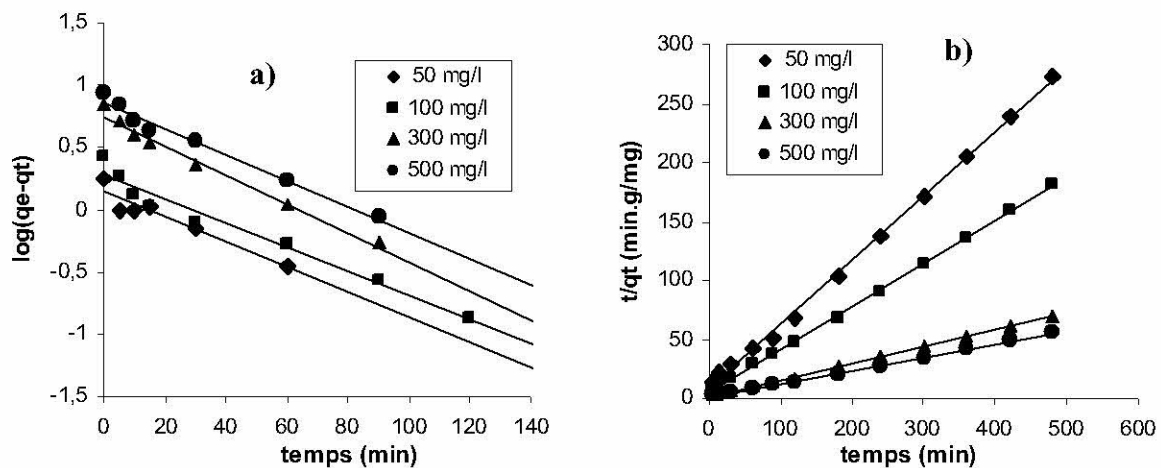 a)
50 mg/l
100 mg/l
300 mg/l
500 mg/l
log(qe-qt)
1,5
1
0,5
0
-0,5
-1
-1,5
0 20 40 60 80 100 120 140
temps (min)
b)
50 mg/l
100 mg/l
300 mg/l
500 mg/l
t/qt (min.g/mg)
300
250
200
150
100
50
0
0 100 200 300 400 500 600
temps (min)